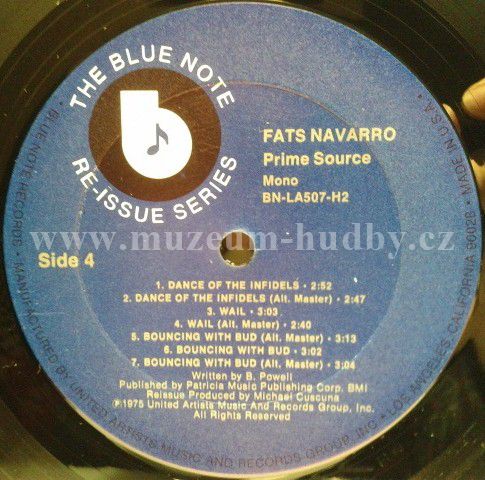 THE BLUE NOTE
RE-ISSUE SERIES
b
FATS NAVARRO
Prime Source
Mono
BN-LA507-H2
www.muzeum-hudby.cz
Side 4
1. DANCE OF THE INFIDELS • 2:52
2. DANCE OF THE INFIDELS (Alt. Master) • 2:47
3. WAIL • 3:03
4. WAIL (Alt. Master) • 2:40
5. BOUNCING WITH BUD (Alt. Master) • 3:13
6. BOUNCING WITH BUD • 3:02
7. BOUNCING WITH BUD (Alt. Master) • 3:04
Written by B. Powell
Published by Patricia Music Publishing Corp. BMI
Reissue Produced by Michael Cuscuna
℗1975 United Artists Music And Records Group, Inc.
All Rights Reserved
• BLUE NOTE RECORDS • MANUFACTURED BY UNITED ARTISTS MUSIC AND RECORDS GROUP, INC. • LOS ANGELES, CALIFORNIA 90028 • MADE IN U.S.A. •